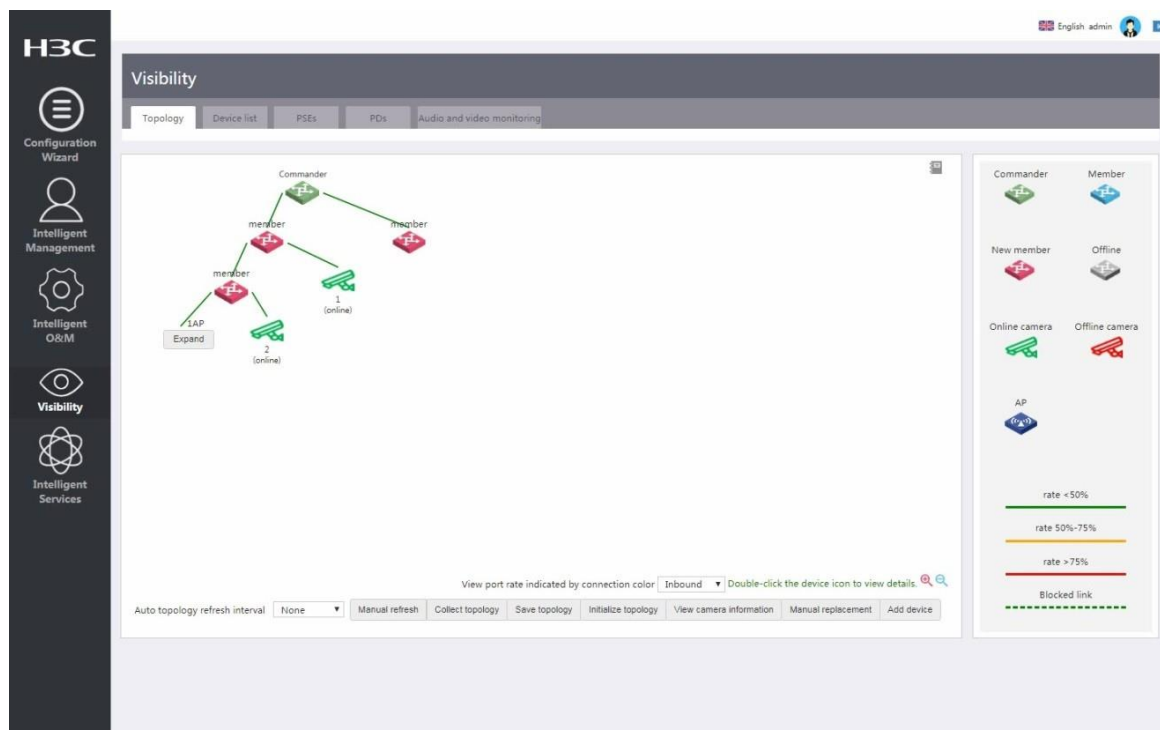 English admin
H3C
Visibility
Topology Device list PSEs PDs Audio and video monitoring
Configuration
Wizard
Intelligent
Management
Intelligent
O&M
Visibility
Intelligent
Services
Commander
member
member
member
1
(online)
1AP
Expand
2
(online)
View port rate indicated by connection color Inbound Double-click the device icon to view details.
Auto topology refresh interval None Manual refresh Collect topology Save topology Initialize topology View camera information Manual replacement Add device
Commander Member
New member Offline
Online camera Offline camera
AP
rate <50%
rate 50%-75%
rate >75%
Blocked link